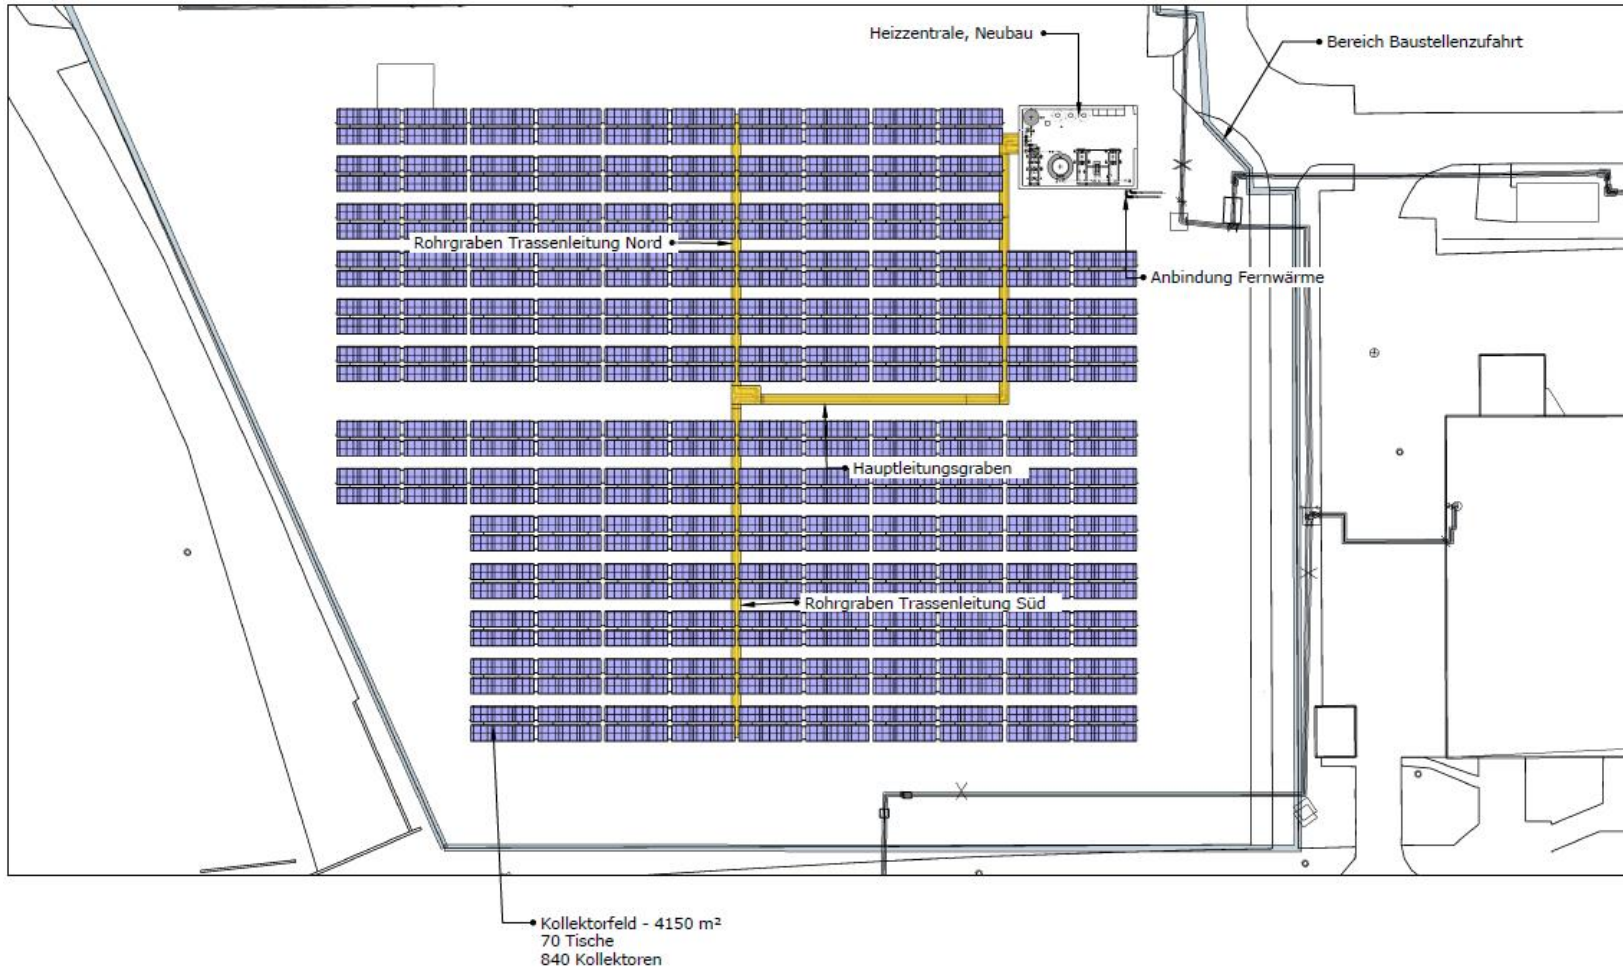 Heizzentrale, Neubau
Bereich Baustellenzufahrt
Rohrgraben Trassenleitung Nord
Anbindung Fernwärme
Hauptleitungsgraben
Rohrgraben Trassenleitung Süd
Kollektorfeld - 4150 m²
70 Tische
840 Kollektoren